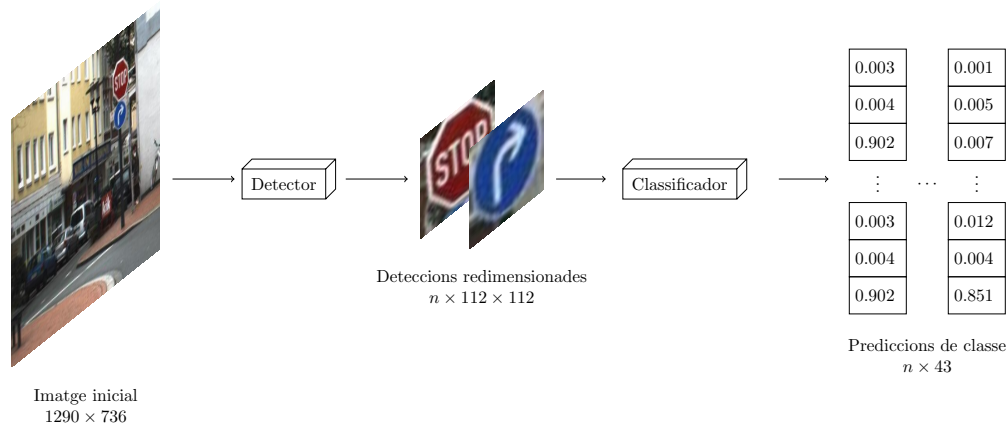 STOP
Imatge inicial
1290 × 736
Detector
STOP
Deteccions redimensionades
n × 112 × 112
Classificador
0.003
0.004
0.902
⋮
0.003
0.004
0.902
⋯
0.001
0.005
0.007
⋮
0.012
0.004
0.851
Prediccions de classe
n × 43